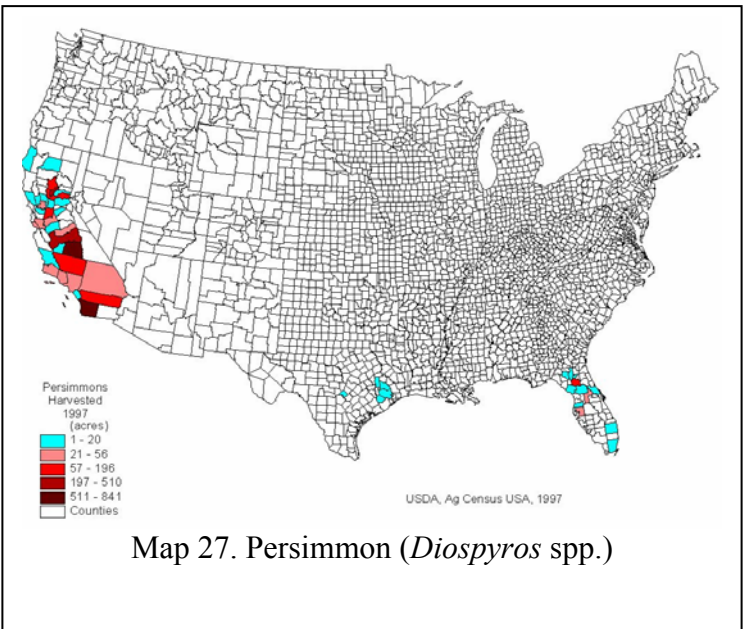 Persimmons
Harvested
1997
(acres)
1 - 20
21 - 56
57 - 196
197 - 510
511 - 841
Counties
USDA, Ag Census USA, 1997
Map 27. Persimmon (Diospyros spp.)